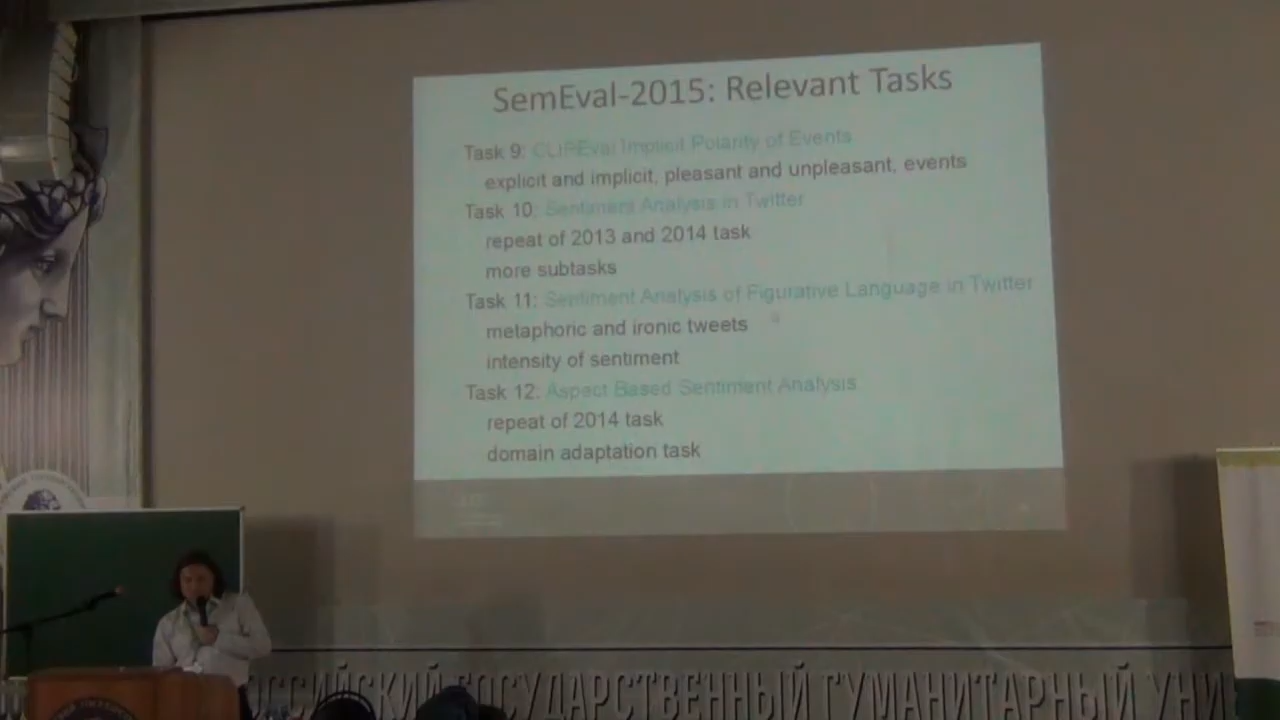 SemEval-2015: Relevant Tasks
Task 9: CLIPEval Implicit Polarity of Events
explicit and implicit, pleasant and unpleasant, events
Task 10: Sentiment Analysis in Twitter
repeat of 2013 and 2014 task
more subtasks
Task 11: Sentiment Analysis of Figurative Language in Twitter
metaphoric and ironic tweets
intensity of sentiment
Task 12: Aspect Based Sentiment Analysis
repeat of 2014 task
domain adaptation task
ОССИЙСКИЙ ГОСУДАРСТВЕННЫЙ ГУМАНИТАРНЫЙ УНИ